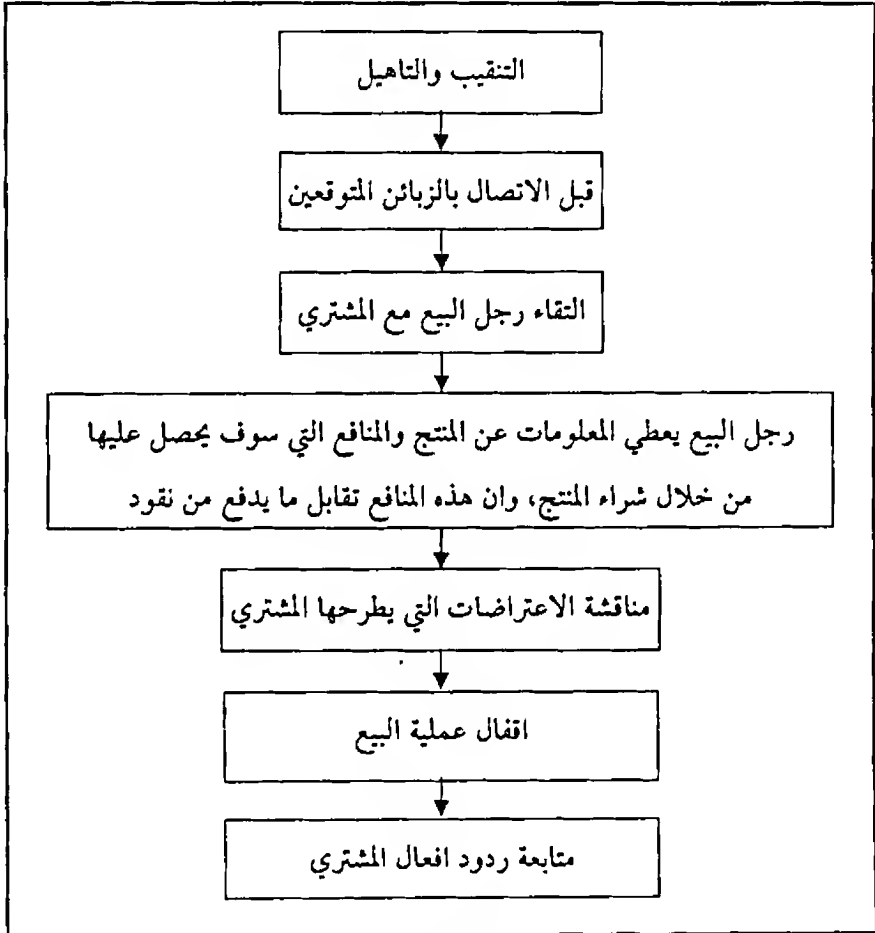 التنقيب والتاهيل
قبل الاتصال بالزبائن المتوقعين
التقاء رجل البيع مع المشتري
رجل البيع يعطي المعلومات عن المنتج والمنافع التي سوف يحصل عليها
من خلال شراء المنتج، وان هذه المنافع تقابل ما يدفع من نقود
مناقشة الاعتراضات التي يطرحها المشتري
اقفال عملية البيع
متابعة ردود افعال المشتري